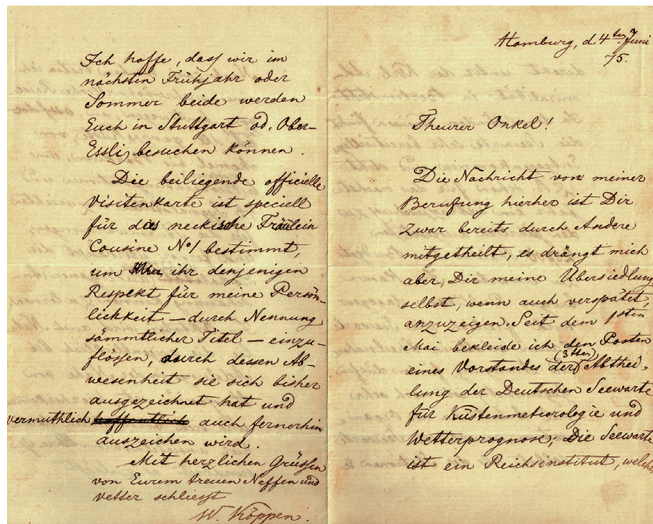 Hamburg, d 4ten Juni
75.
Theurer Onkel!
Die Nachricht von meiner
Berufung hierher ist Dir
zwar bereits durch Andere
mitgetheilt, es drängt mich
aber, Dir meine Übersiedlung
selbst, wenn auch verspätet,
anzuzeigen. Seit dem 1sten
Mai bekleide ich den Posten
eines Vorstandes der (3ten) Abthei-
lung der Deutschen Seewarte
für Küstenmeteorologie und
Wetterprognose; Die Seewarte
ist ein Reichsinstitut, welche
Ich hoffe, dass wir im
nächsten Frühjahr oder
Sommer beide werden
Euch in Stuttgart od. Ober-
Esslig besuchen können.
Die beiliegende officielle
Visitenkarte ist speciell
für das neckische Fräulein
Cousine No 1 bestimmt,
um ihr denjenigen
Respekt für meine Persön-
lichkeit – durch Nennung
sämmtlicher Titel – einzu-
flössen, durch dessen Ab-
wesenheit sie sich bisher
ausgezeichnet hat und
vermuthlich hoffentlich auch fernerhin
auszeichen wird.
Mit herzlichen Grüssen
von Eurem treuen Neffen und
Vetter schliesst
W. Köppen.